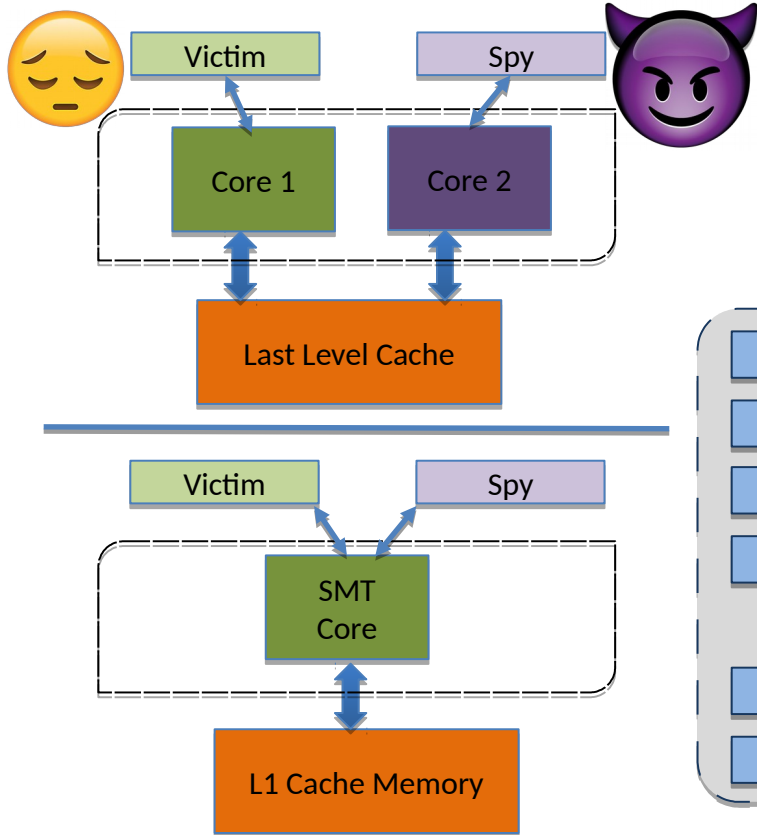 Victim
Spy
Core 1
Core 2
Last Level Cache
Victim
Spy
SMT
Core
L1 Cache Memory